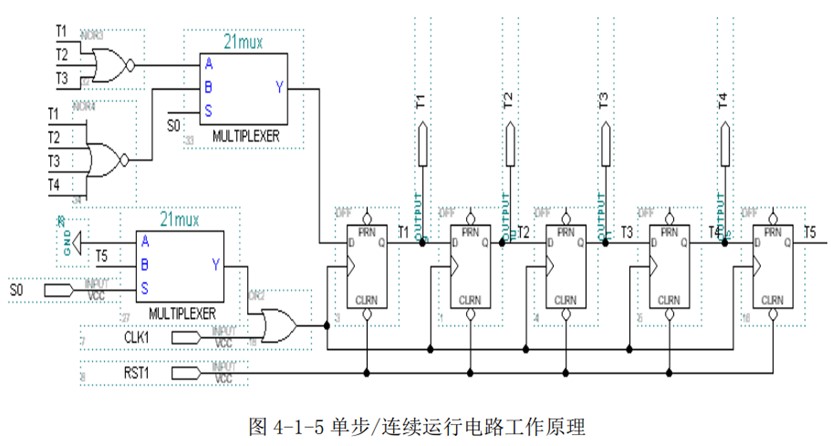 T1
T2
T3
NOR3
21mux
A
B
S
Y
MULTIPLEXER
33
S0
NOR4
T1
T2
T3
T4
34
T1
T2
T3
T4
OUTPUT
OUTPUT
OUTPUT
OUTPUT
GND
21mux
A
B
S
Y
MULTIPLEXER
37
T5
S0
INPUT
VCC
OR2
CLK1
INPUT
VCC
RST1
INPUT
VCC
DFF
PRN
D
Q
CLRN
T1
DFF
PRN
D
Q
CLRN
T2
DFF
PRN
D
Q
CLRN
T3
DFF
PRN
D
Q
CLRN
T4
DFF
PRN
D
Q
CLRN
T5
图 4-1-5 单步/连续运行电路工作原理